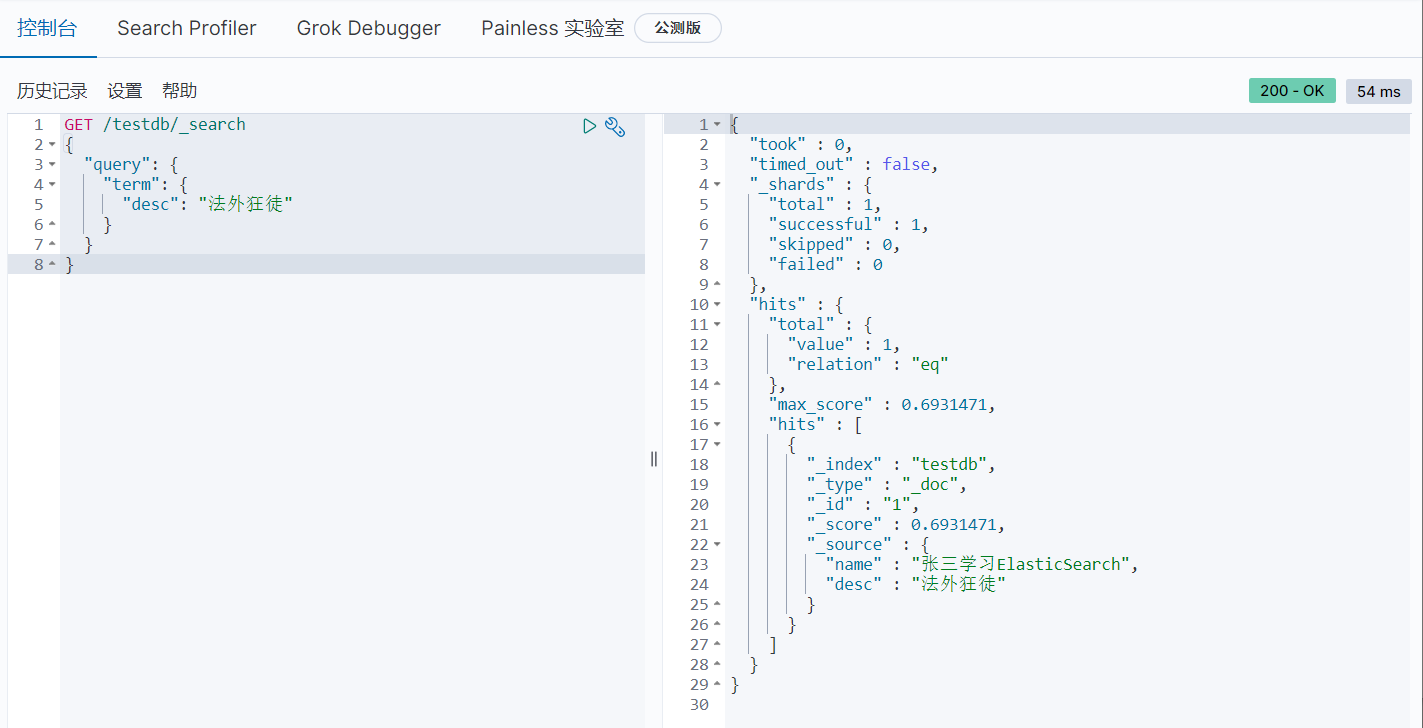 控制台 Search Profiler Grok Debugger Painless 实验室 公测版
历史记录 设置 帮助 200 - OK 54 ms
1 GET /testdb/_search
2 {
3 "query": {
4 "term": {
5 "desc": "法外狂徒"
6 }
7 }
8 }
1 {
2 "took" : 0,
3 "timed_out" : false,
4 "_shards" : {
5 "total" : 1,
6 "successful" : 1,
7 "skipped" : 0,
8 "failed" : 0
9 },
10 "hits" : {
11 "total" : {
12 "value" : 1,
13 "relation" : "eq"
14 },
15 "max_score" : 0.6931471,
16 "hits" : [
17 {
18 "_index" : "testdb",
19 "_type" : "_doc",
20 "_id" : "1",
21 "_score" : 0.6931471,
22 "_source" : {
23 "name" : "张三学习ElasticSearch",
24 "desc" : "法外狂徒"
25 }
26 }
27 ]
28 }
29 }
30